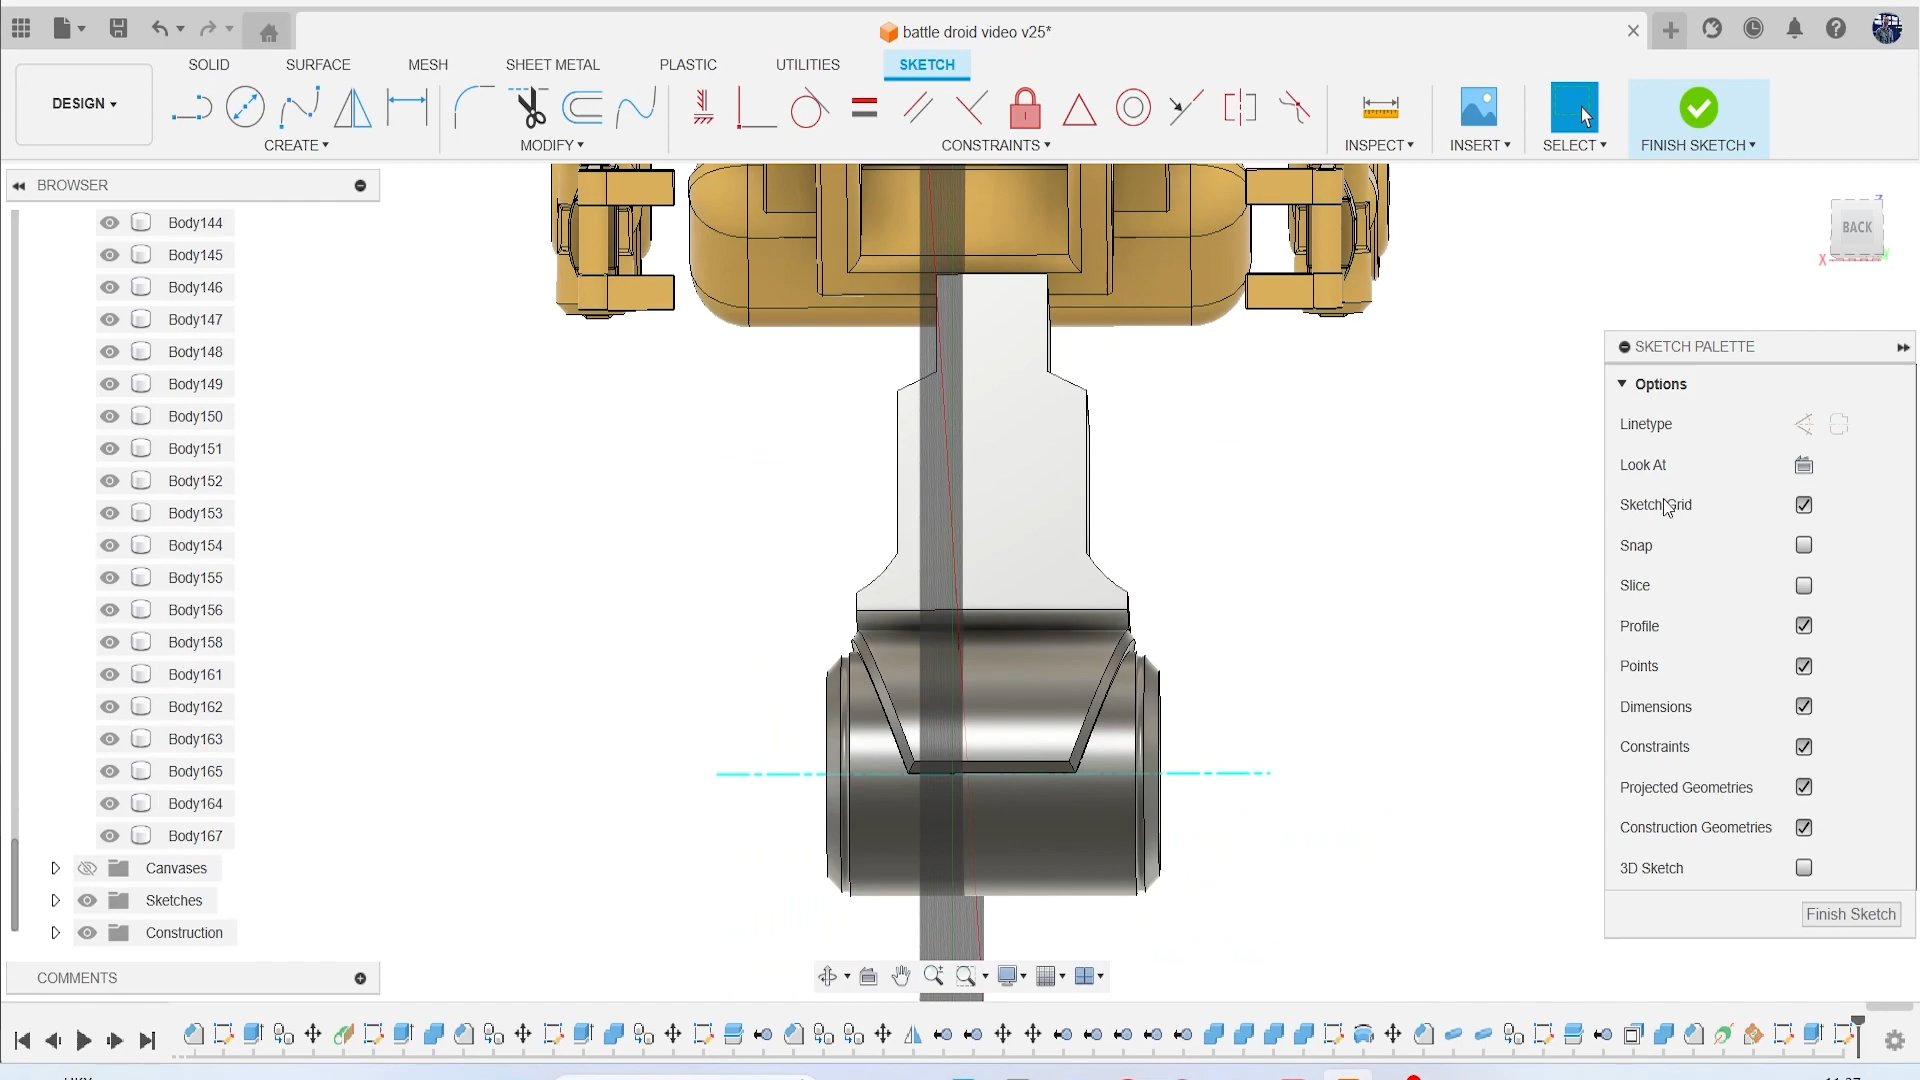 battle droid video v25*
SOLID SURFACE MESH SHEET METAL PLASTIC UTILITIES SKETCH
DESIGN
CREATE MODIFY CONSTRAINTS INSPECT INSERT SELECT FINISH SKETCH
BROWSER
Body144
Body145
Body146
Body147
Body148
Body149
Body150
Body151
Body152
Body153
Body154
Body155
Body156
Body158
Body161
Body162
Body163
Body165
Body164
Body167
Canvases
Sketches
Construction
COMMENTS
Z
BACK
X
SKETCH PALETTE
Options
Linetype
Look At
Sketch Grid
Snap
Slice
Profile
Points
Dimensions
Constraints
Projected Geometries
Construction Geometries
3D Sketch
Finish Sketch